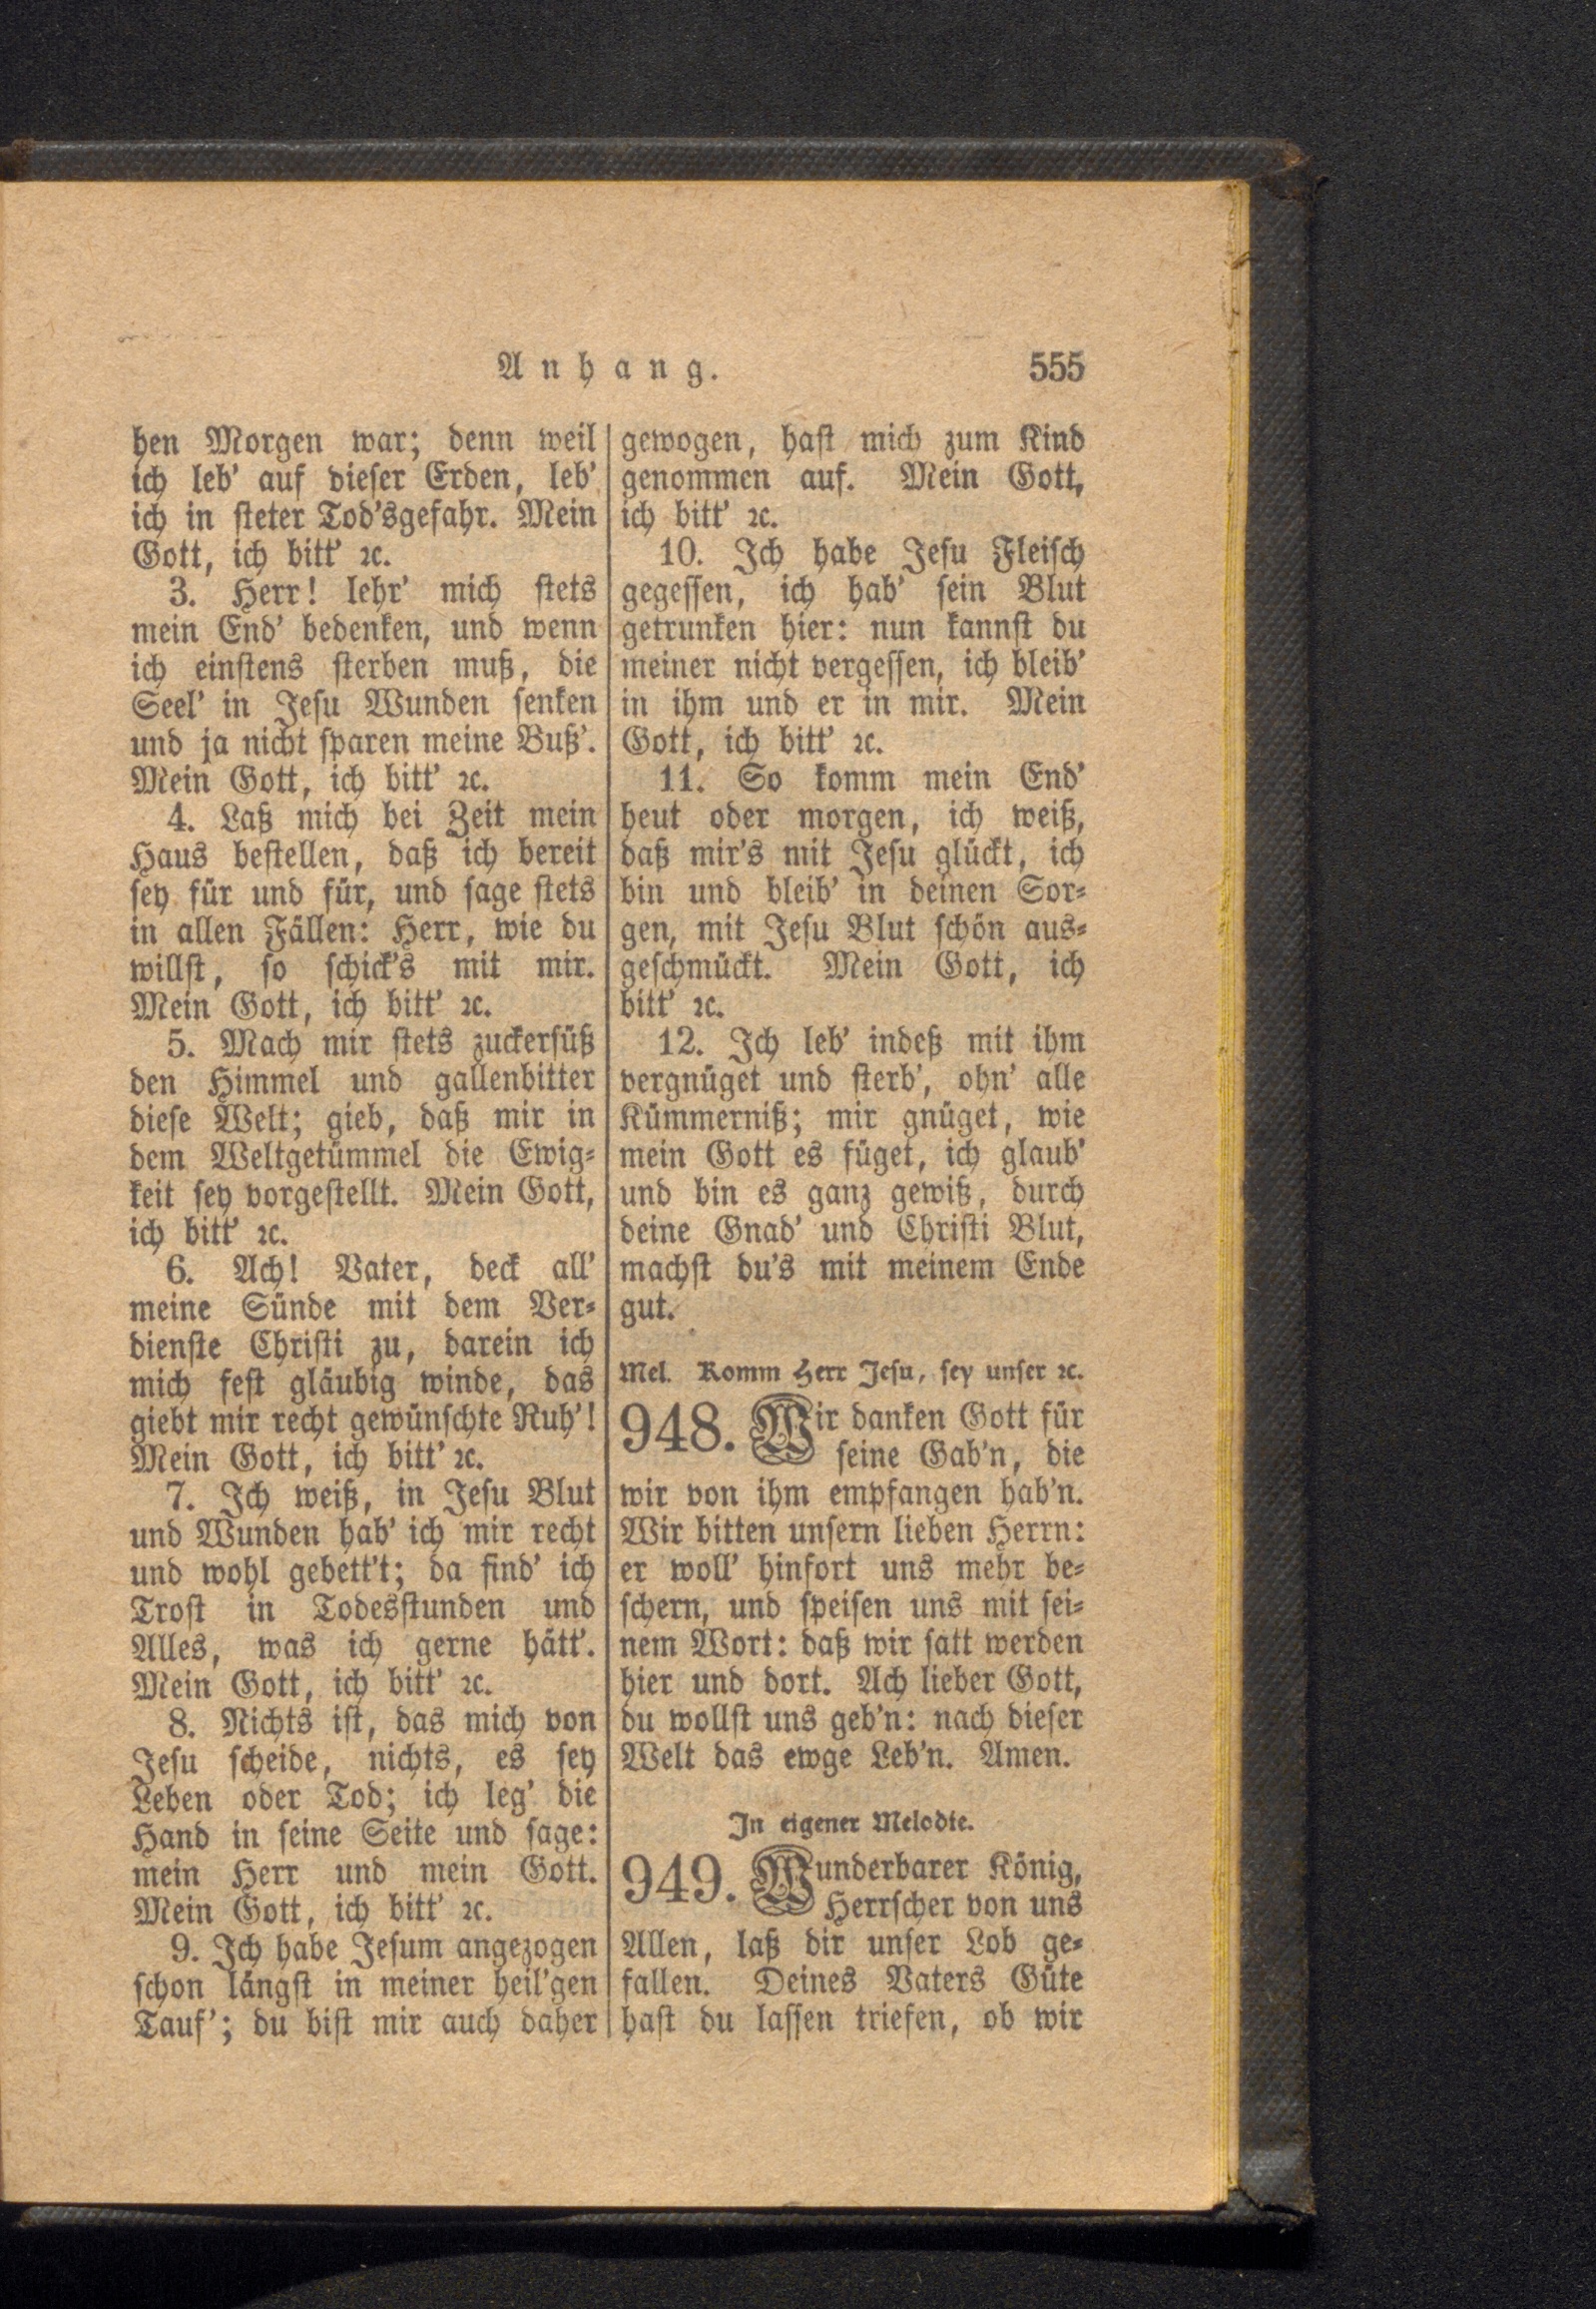 Anhang. 555
hen Morgen war; denn weil
ich leb' auf dieser Erden, leb'
ich in steter Tod'sgefahr. Mein
Gott, ich bitt' ꝛc.
3. Herr! lehr' mich stets
mein End' bedenken, und wenn
ich einstens sterben muß, die
Seel' in Jesu Wunden senken
und ja nicht sparen meine Buß'.
Mein Gott, ich bitt' ꝛc.
4. Laß mich bei Zeit mein
Haus bestellen, daß ich bereit
sey für und für, und sage stets
in allen Fällen: Herr, wie du
willst, so schick's mit mir.
Mein Gott, ich bitt' ꝛc.
5. Mach mir stets zuckersüß
den Himmel und gallenbitter
diese Welt; gieb, daß mir in
dem Weltgetümmel die Ewig-
keit sey vorgestellt. Mein Gott,
ich bitt' ꝛc.
6. Ach! Vater, deck all'
meine Sünde mit dem Ver-
dienste Christi zu, darein ich
mich fest gläubig winde, das
giebt mir recht gewünschte Ruh'!
Mein Gott, ich bitt' ꝛc.
7. Ich weiß, in Jesu Blut
und Wunden hab' ich mir recht
und wohl gebett't; da find' ich
Trost in Todesstunden und
Alles, was ich gerne hätt'.
Mein Gott, ich bitt' ꝛc.
8. Nichts ist, das mich von
Jesu scheide, nichts, es sey
Leben oder Tod; ich leg' die
Hand in seine Seite und sage:
mein Herr und mein Gott.
Mein Gott, ich bitt' ꝛc.
9. Ich habe Jesum angezogen
schon längst in meiner heil'gen
Tauf'; du bist mir auch daher
gewogen, hast mich zum Kind
genommen auf. Mein Gott,
ich bitt' ꝛc.
10. Ich habe Jesu Fleisch
gegessen, ich hab' sein Blut
getrunken hier: nun kannst du
meiner nicht vergessen, ich bleib'
in ihm und er in mir. Mein
Gott, ich bitt' ꝛc.
11. So komm mein End'
heut oder morgen, ich weiß,
daß mir's mit Jesu glückt, ich
bin und bleib' in deinen Sor-
gen, mit Jesu Blut schön aus-
geschmückt. Mein Gott, ich
bitt' ꝛc.
12. Ich leb' indeß mit ihm
vergnüget und sterb', ohn' alle
Kümmerniß; mir gnüget, wie
mein Gott es füget, ich glaub'
und bin es ganz gewiß, durch
deine Gnad' und Christi Blut,
machst du's mit meinem Ende
gut.
Mel. Komm Herr Jesu, sey unser ꝛc.
948. Wir danken Gott für
seine Gab'n, die
wir von ihm empfangen hab'n.
Wir bitten unsern lieben Herrn:
er woll' hinfort uns mehr be-
schern, und speisen uns mit sei-
nem Wort: daß wir satt werden
hier und dort. Ach lieber Gott,
du wollst uns geb'n: nach dieser
Welt das ewge Leb'n. Amen.
In eigener Melodie.
949. Wunderbarer König,
Herrscher von uns
Allen, laß dir unser Lob ge-
fallen. Deines Vaters Güte
hast du lassen triefen, ob wir